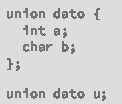 union dato {
  int a;
  char b;
};

union dato u;